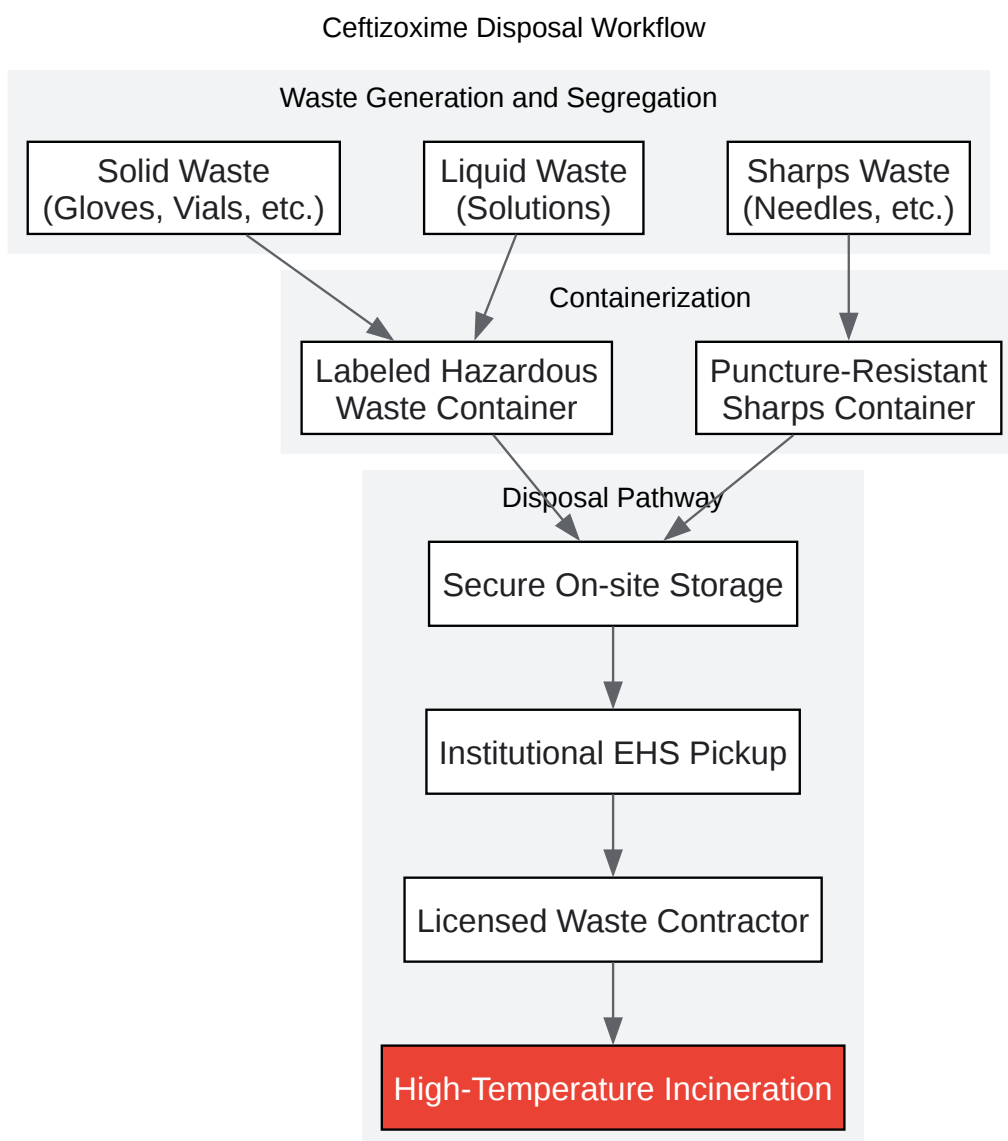 Ceftizoxime Disposal Workflow
Waste Generation and Segregation
Solid Waste
(Gloves, Vials, etc.)
Liquid Waste
(Solutions)
Sharps Waste
(Needles, etc.)
Containerization
Labeled Hazardous
Waste Container
Puncture-Resistant
Sharps Container
Disposal Pathway
Secure On-site Storage
Institutional EHS Pickup
Licensed Waste Contractor
High-Temperature Incineration